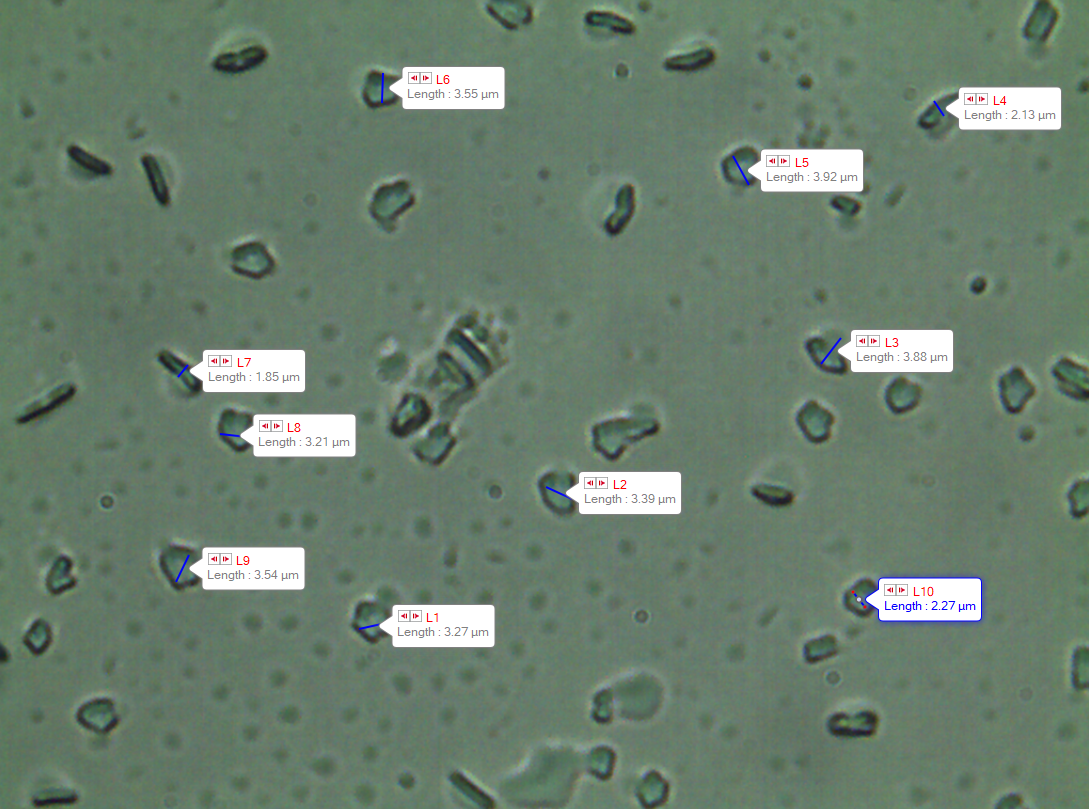 L6
Length : 3.55 µm
L4
Length : 2.13 µm
L5
Length : 3.92 µm
L3
Length : 3.88 µm
L7
Length : 1.85 µm
L8
Length : 3.21 µm
L2
Length : 3.39 µm
L9
Length : 3.54 µm
L10
Length : 2.27 µm
L1
Length : 3.27 µm